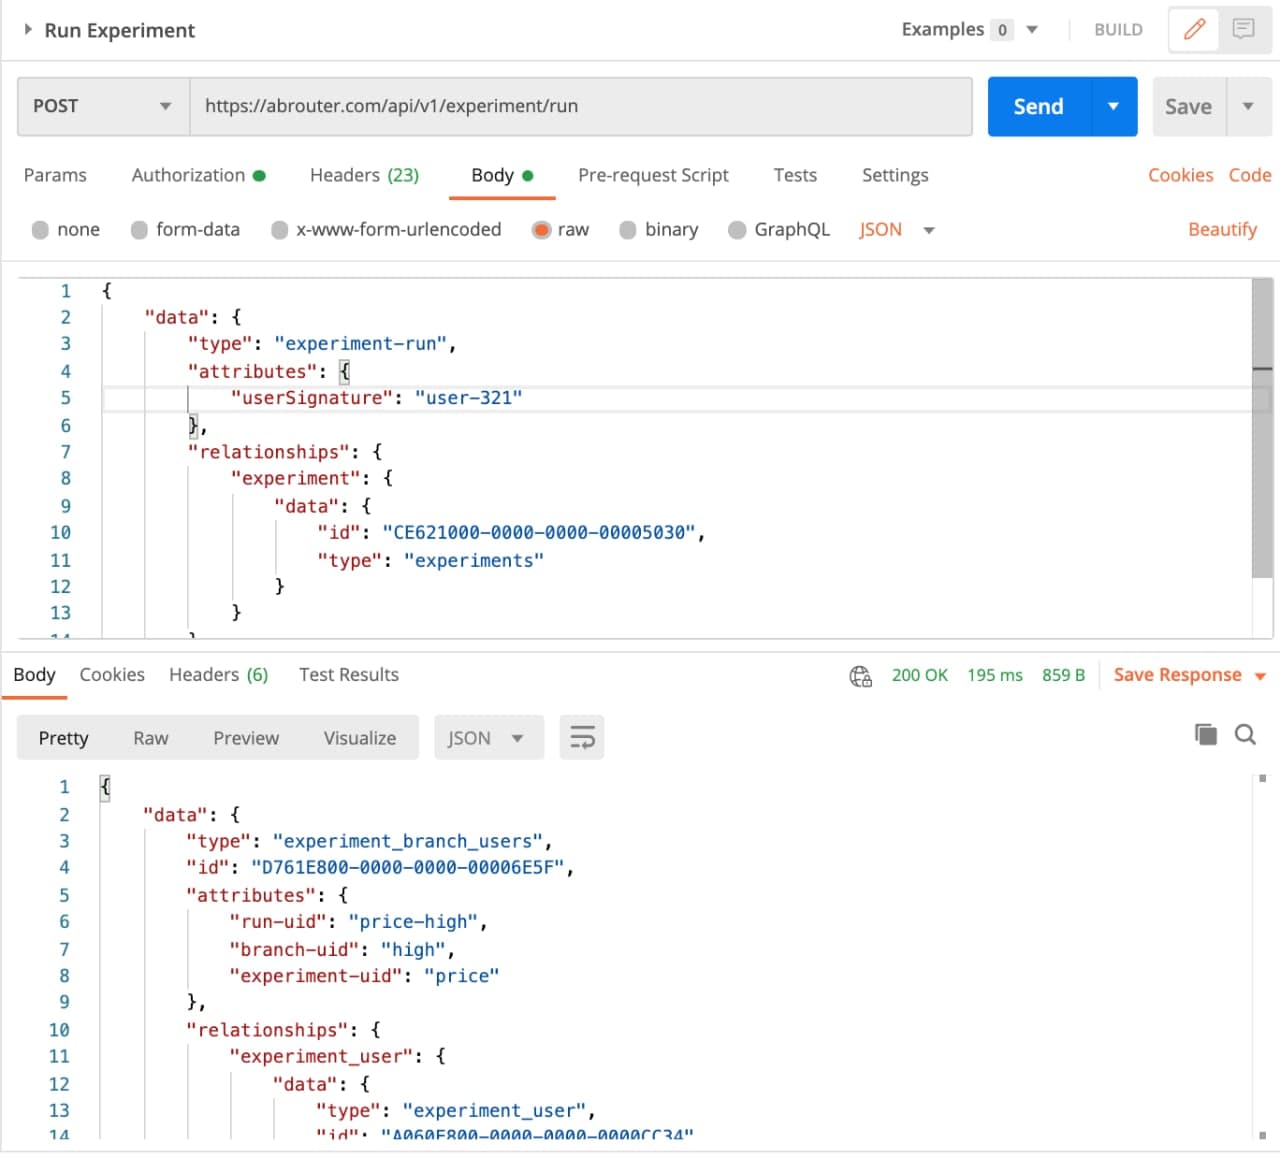 Run Experiment
Examples 0
BUILD
POST
https://abrouter.com/api/v1/experiment/run
Send
Save
Params Authorization Headers (23) Body Pre-request Script Tests Settings Cookies Code
none form-data x-www-form-urlencoded raw binary GraphQL JSON Beautify
1 {
2 "data": {
3 "type": "experiment-run",
4 "attributes": {
5 "userSignature": "user-321"
6 },
7 "relationships": {
8 "experiment": {
9 "data": {
10 "id": "CE621000-0000-0000-00005030",
11 "type": "experiments"
12 }
13 }
14 }
Body Cookies Headers (6) Test Results 200 OK 195 ms 859 B Save Response
Pretty Raw Preview Visualize JSON
1 {
2 "data": {
3 "type": "experiment_branch_users",
4 "id": "D761E800-0000-0000-00006E5F",
5 "attributes": {
6 "run-uid": "price-high",
7 "branch-uid": "high",
8 "experiment-uid": "price"
9 },
10 "relationships": {
11 "experiment_user": {
12 "data": {
13 "type": "experiment_user",
14 "id": "A060E800-0000-0000-0000CC34"